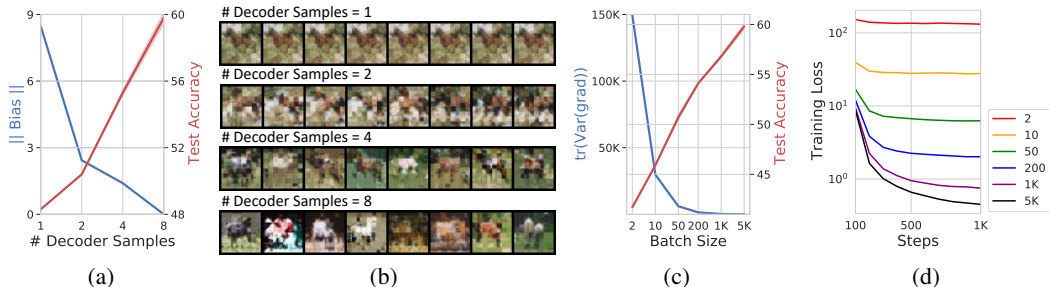 9
6
3
0
|| Bias ||
60
56
52
48
Test Accuracy
1 2 4 8
# Decoder Samples
(a)
# Decoder Samples = 1
# Decoder Samples = 2
# Decoder Samples = 4
# Decoder Samples = 8
(b)
150K
100K
50K
tr(Var(grad))
60
55
50
45
Test Accuracy
2 10 50 200 1K 5K
Batch Size
(c)
10²
10¹
10⁰
Training Loss
100 500 1K
Steps
2
10
50
200
1K
5K
(d)